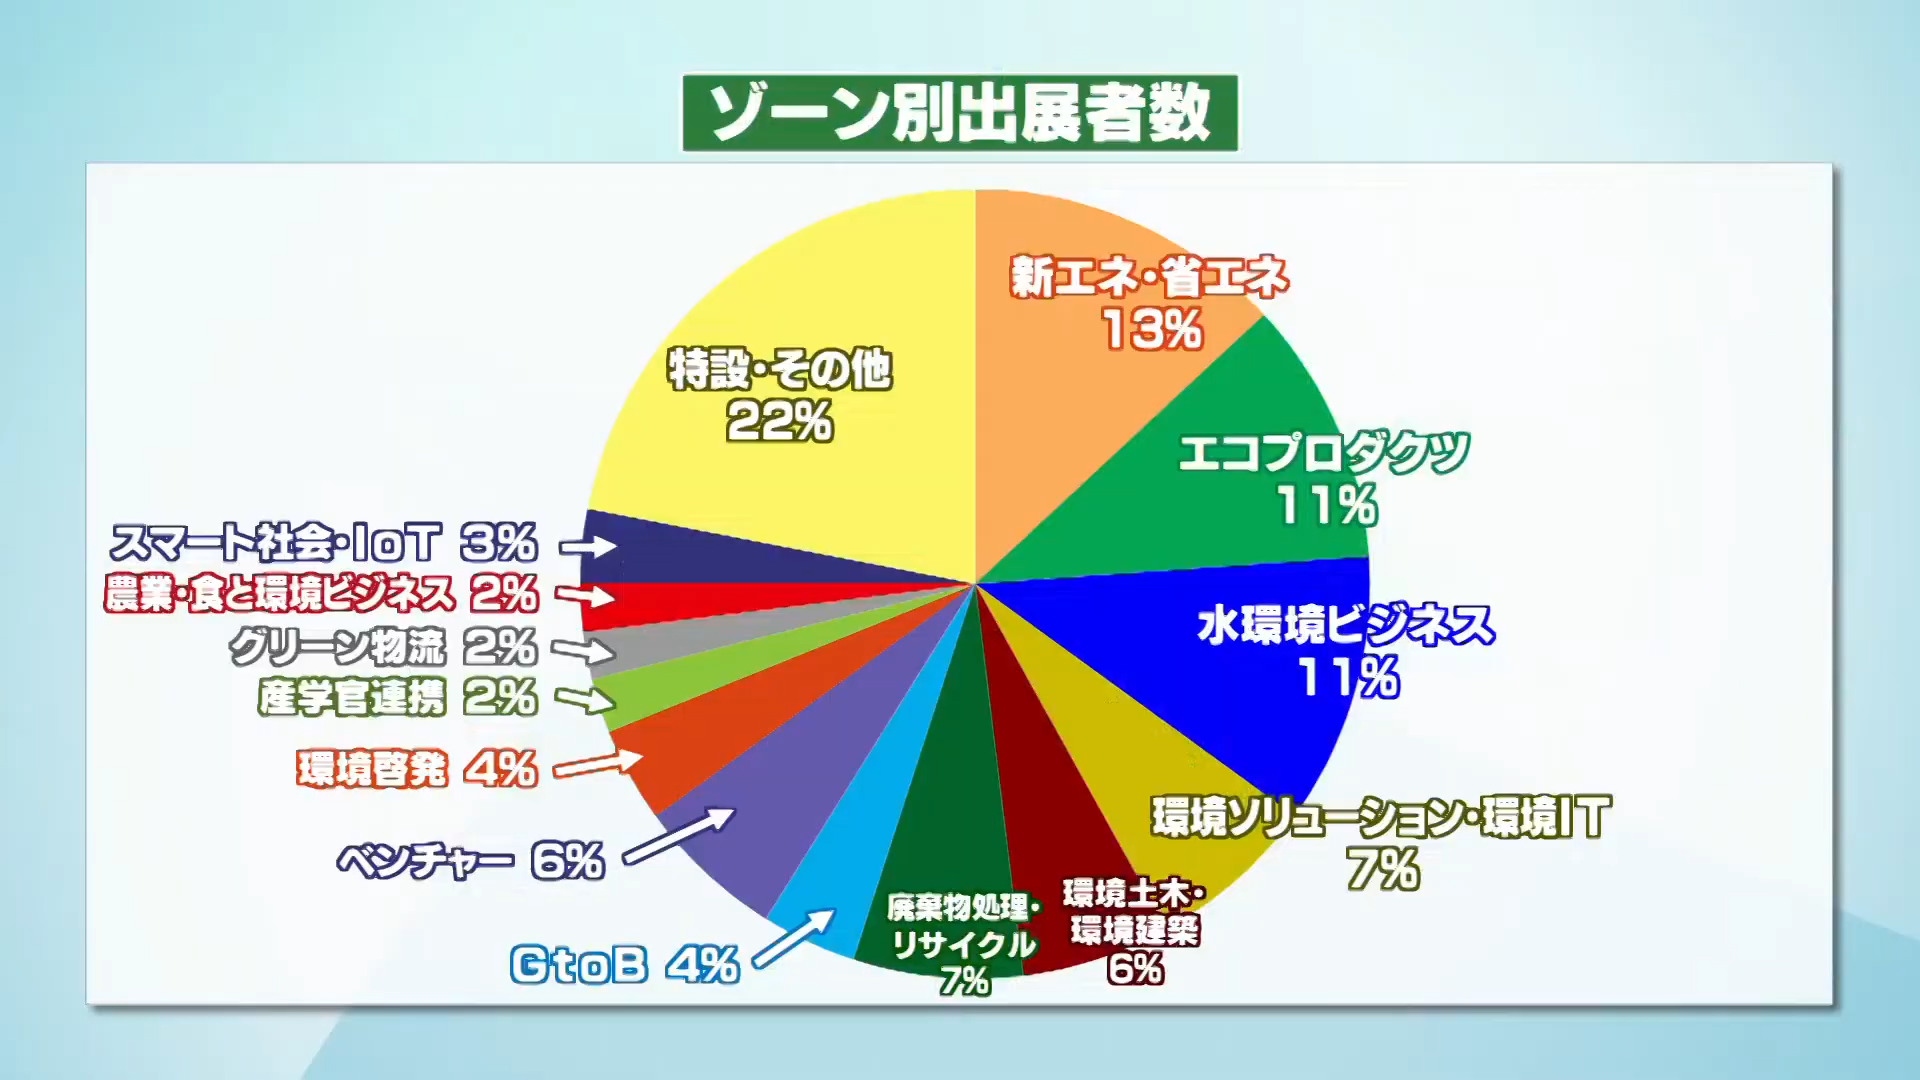 ゾーン別出展者数
新エネ・省エネ
13%
エコプロダクツ
11%
水環境ビジネス
11%
環境ソリューション・環境IT
7%
環境土木・
環境建築
6%
廃棄物処理・
リサイクル
7%
GtoB 4%
ベンチャー 6%
環境啓発 4%
産学官連携 2%
グリーン物流 2%
農業・食と環境ビジネス 2%
スマート社会・IoT 3%
特設・その他
22%